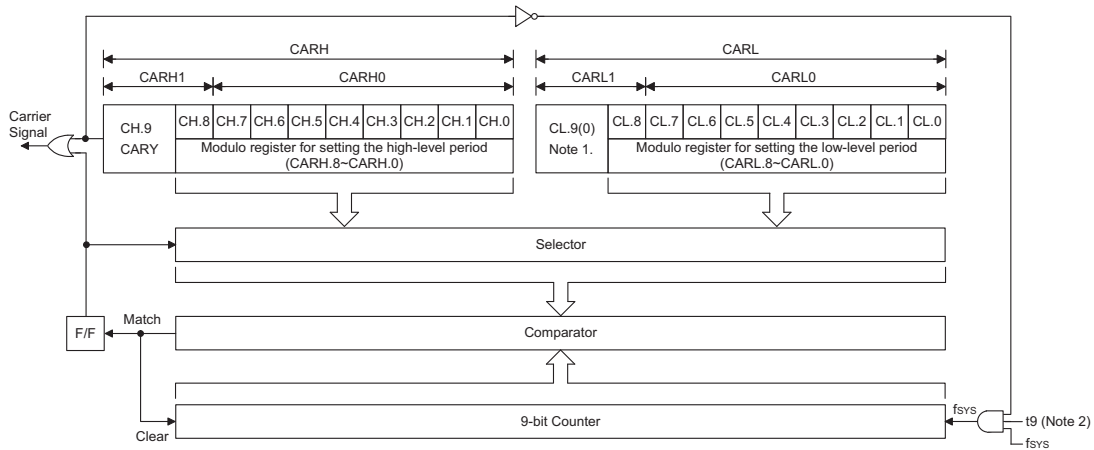 CARH
CARL
CARH1
CARH0
CARL1
CARL0
Carrier
Signal
CH.9
CARY
CH.8 CH.7 CH.6 CH.5 CH.4 CH.3 CH.2 CH.1 CH.0
Modulo register for setting the high-level period
(CARH.8~CARH.0)
CL.9(0)
Note 1.
CL.8 CL.7 CL.6 CL.5 CL.4 CL.3 CL.2 CL.1 CL.0
Modulo register for setting the low-level period
(CARL.8~CARL.0)
Selector
F/F
Match
Comparator
Clear
9-bit Counter
fSYS
t9 (Note 2)
fSYS